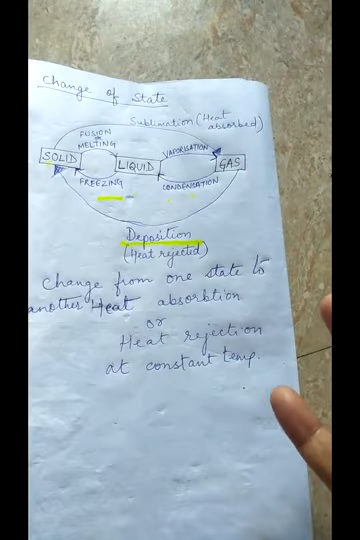 Change of State
Sublimation (Heat
absorbed)
FUSION or
MELTING
VAPORISATION
SOLID
LIQUID
GAS
FREEZING
CONDENSATION
Deposition
(Heat rejected)
Change from one state to
another Heat absorbtion
or
Heat rejection
at constant temp.